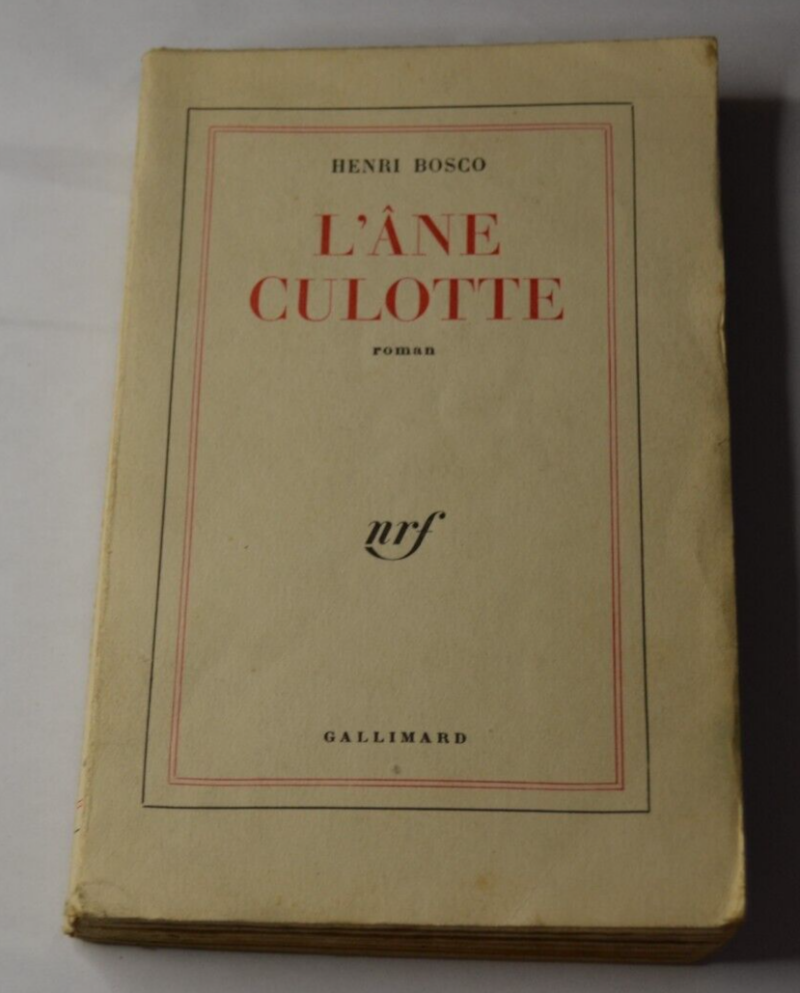 HENRI BOSCO
L'ÂNE
CULOTTE
roman
nrf
GALLIMARD